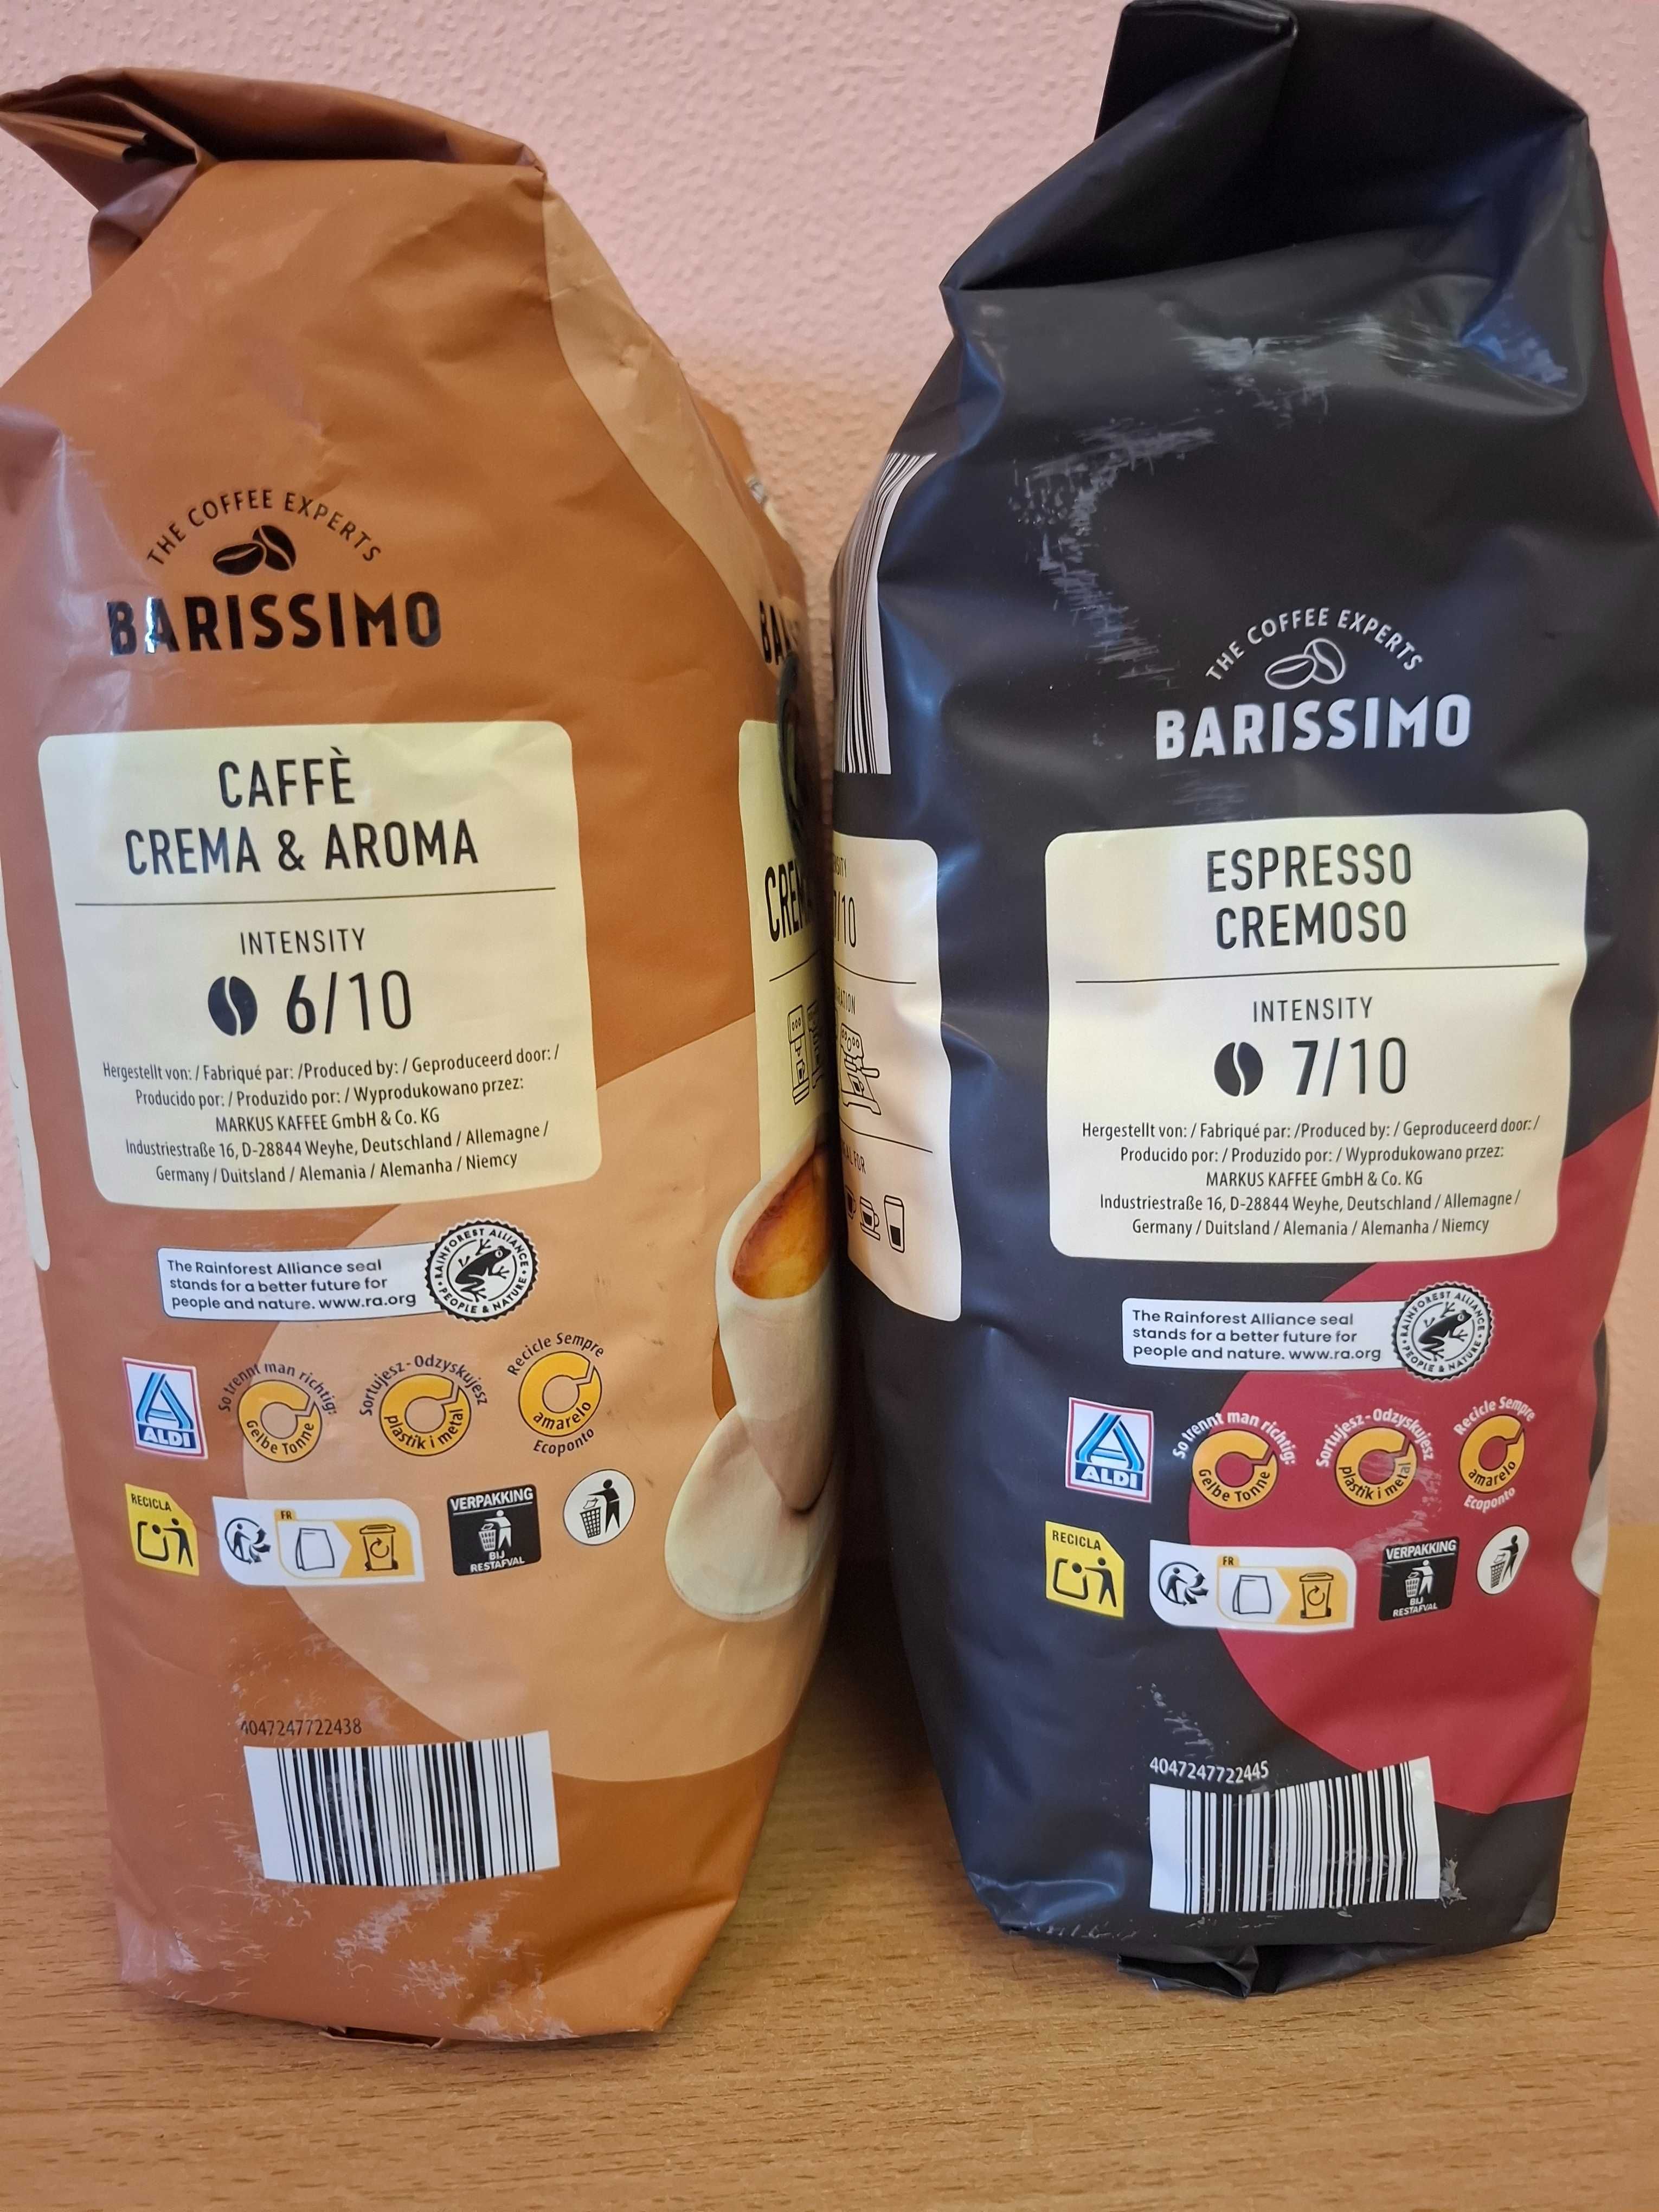 THE COFFEE EXPERTS
BARISSIMO
CAFFÈ
CREMA & AROMA
INTENSITY
6/10
Hergestellt von: / Fabriqué par: /Produced by: / Geproduceerd door: /
Producido por: / Produzido por: / Wyprodukowano przez:
MARKUS KAFFEE GmbH & Co. KG
Industriestraße 16, D-28844 Weyhe, Deutschland / Allemagne /
Germany / Duitsland / Alemania / Alemanha / Niemcy
The Rainforest Alliance seal
stands for a better future for
people and nature. www.ra.org
RAINFOREST ALLIANCE
PEOPLE & NATURE
ALDI
So trennt man richtig:
Gelbe Tonne
Sortujesz - Odzyskujesz
plastik i metal
Recicle Sempre
amarelo
Ecoponto
RECICLA
FR
VERPAKKING
BIJ
RESTAFVAL
4047247722438
THE COFFEE EXPERTS
BARISSIMO
ESPRESSO
CREMOSO
INTENSITY
7/10
Hergestellt von: / Fabriqué par: /Produced by: / Geproduceerd door: /
Producido por: / Produzido por: / Wyprodukowano przez:
MARKUS KAFFEE GmbH & Co. KG
Industriestraße 16, D-28844 Weyhe, Deutschland / Allemagne /
Germany / Duitsland / Alemania / Alemanha / Niemcy
The Rainforest Alliance seal
stands for a better future for
people and nature. www.ra.org
RAINFOREST ALLIANCE
PEOPLE & NATURE
ALDI
So trennt man richtig:
Gelbe Tonne
Sortujesz - Odzyskujesz
plastik i metal
Recicle Sempre
amarelo
Ecoponto
RECICLA
FR
VERPAKKING
BIJ
RESTAFVAL
4047247722445